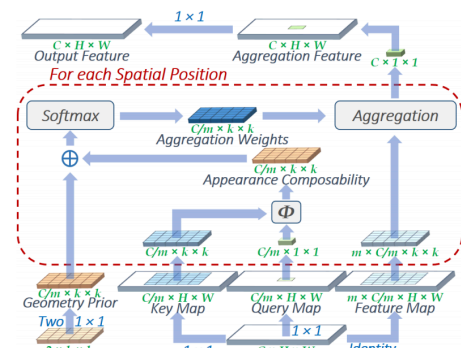 1 × 1
C × H × W
C × H × W
Output Feature
Aggregation Feature
C × 1 × 1
For each Spatial Position
Softmax
Aggregation
C/m × k × k
Aggregation Weights
C/m × k × k
Appearance Composability
Φ
C/m × k × k
C/m × 1 × 1
m × C/m × k × k
C/m × k × k
C/m × H × W
C/m × H × W
m × C/m × H × W
Geometry Prior
Key Map
Query Map
Feature Map
Two 1 × 1
1 × 1
Identity